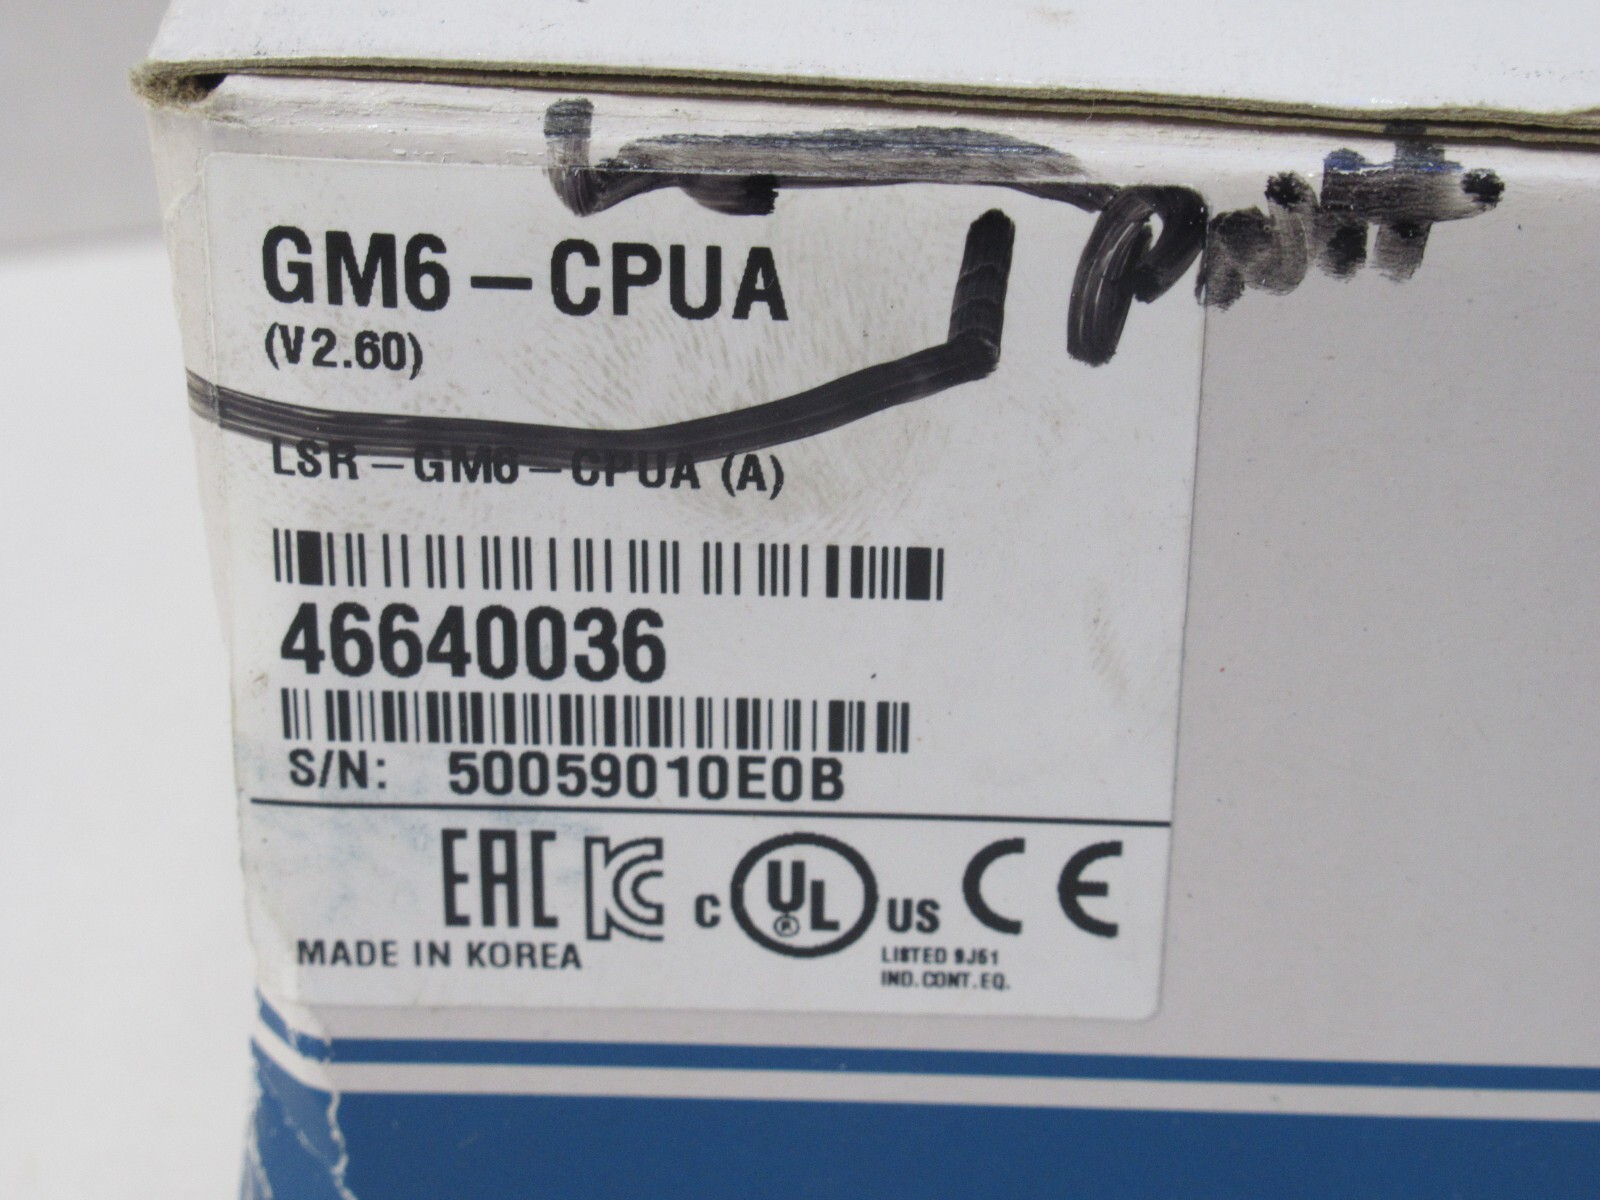 GM6-CPUA
(V2.60)
LSR-GM6-CPUA (A)
46640036
S/N: 50059010E0B
EAC KC C UL ® US CE
MADE IN KOREA
LISTED 9J51
IND.CONT.EQ.